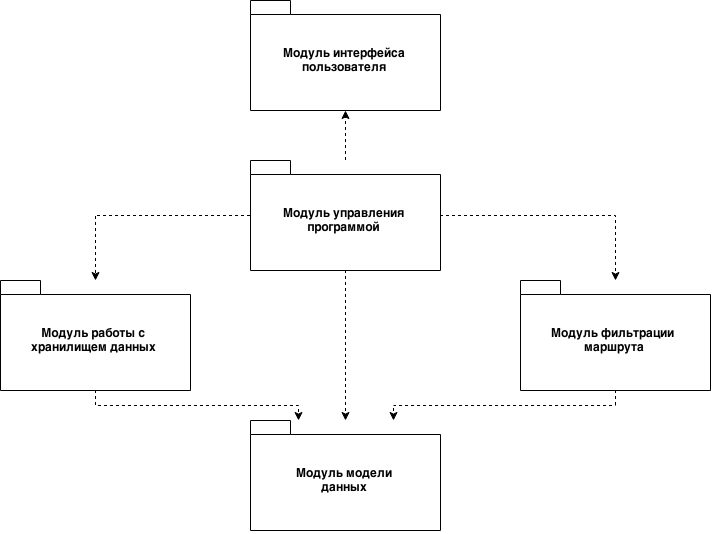 Модуль интерфейса
пользователя
Модуль управления
программой
Модуль работы с
хранилищем данных
Модуль фильтрации
маршрута
Модуль модели
данных